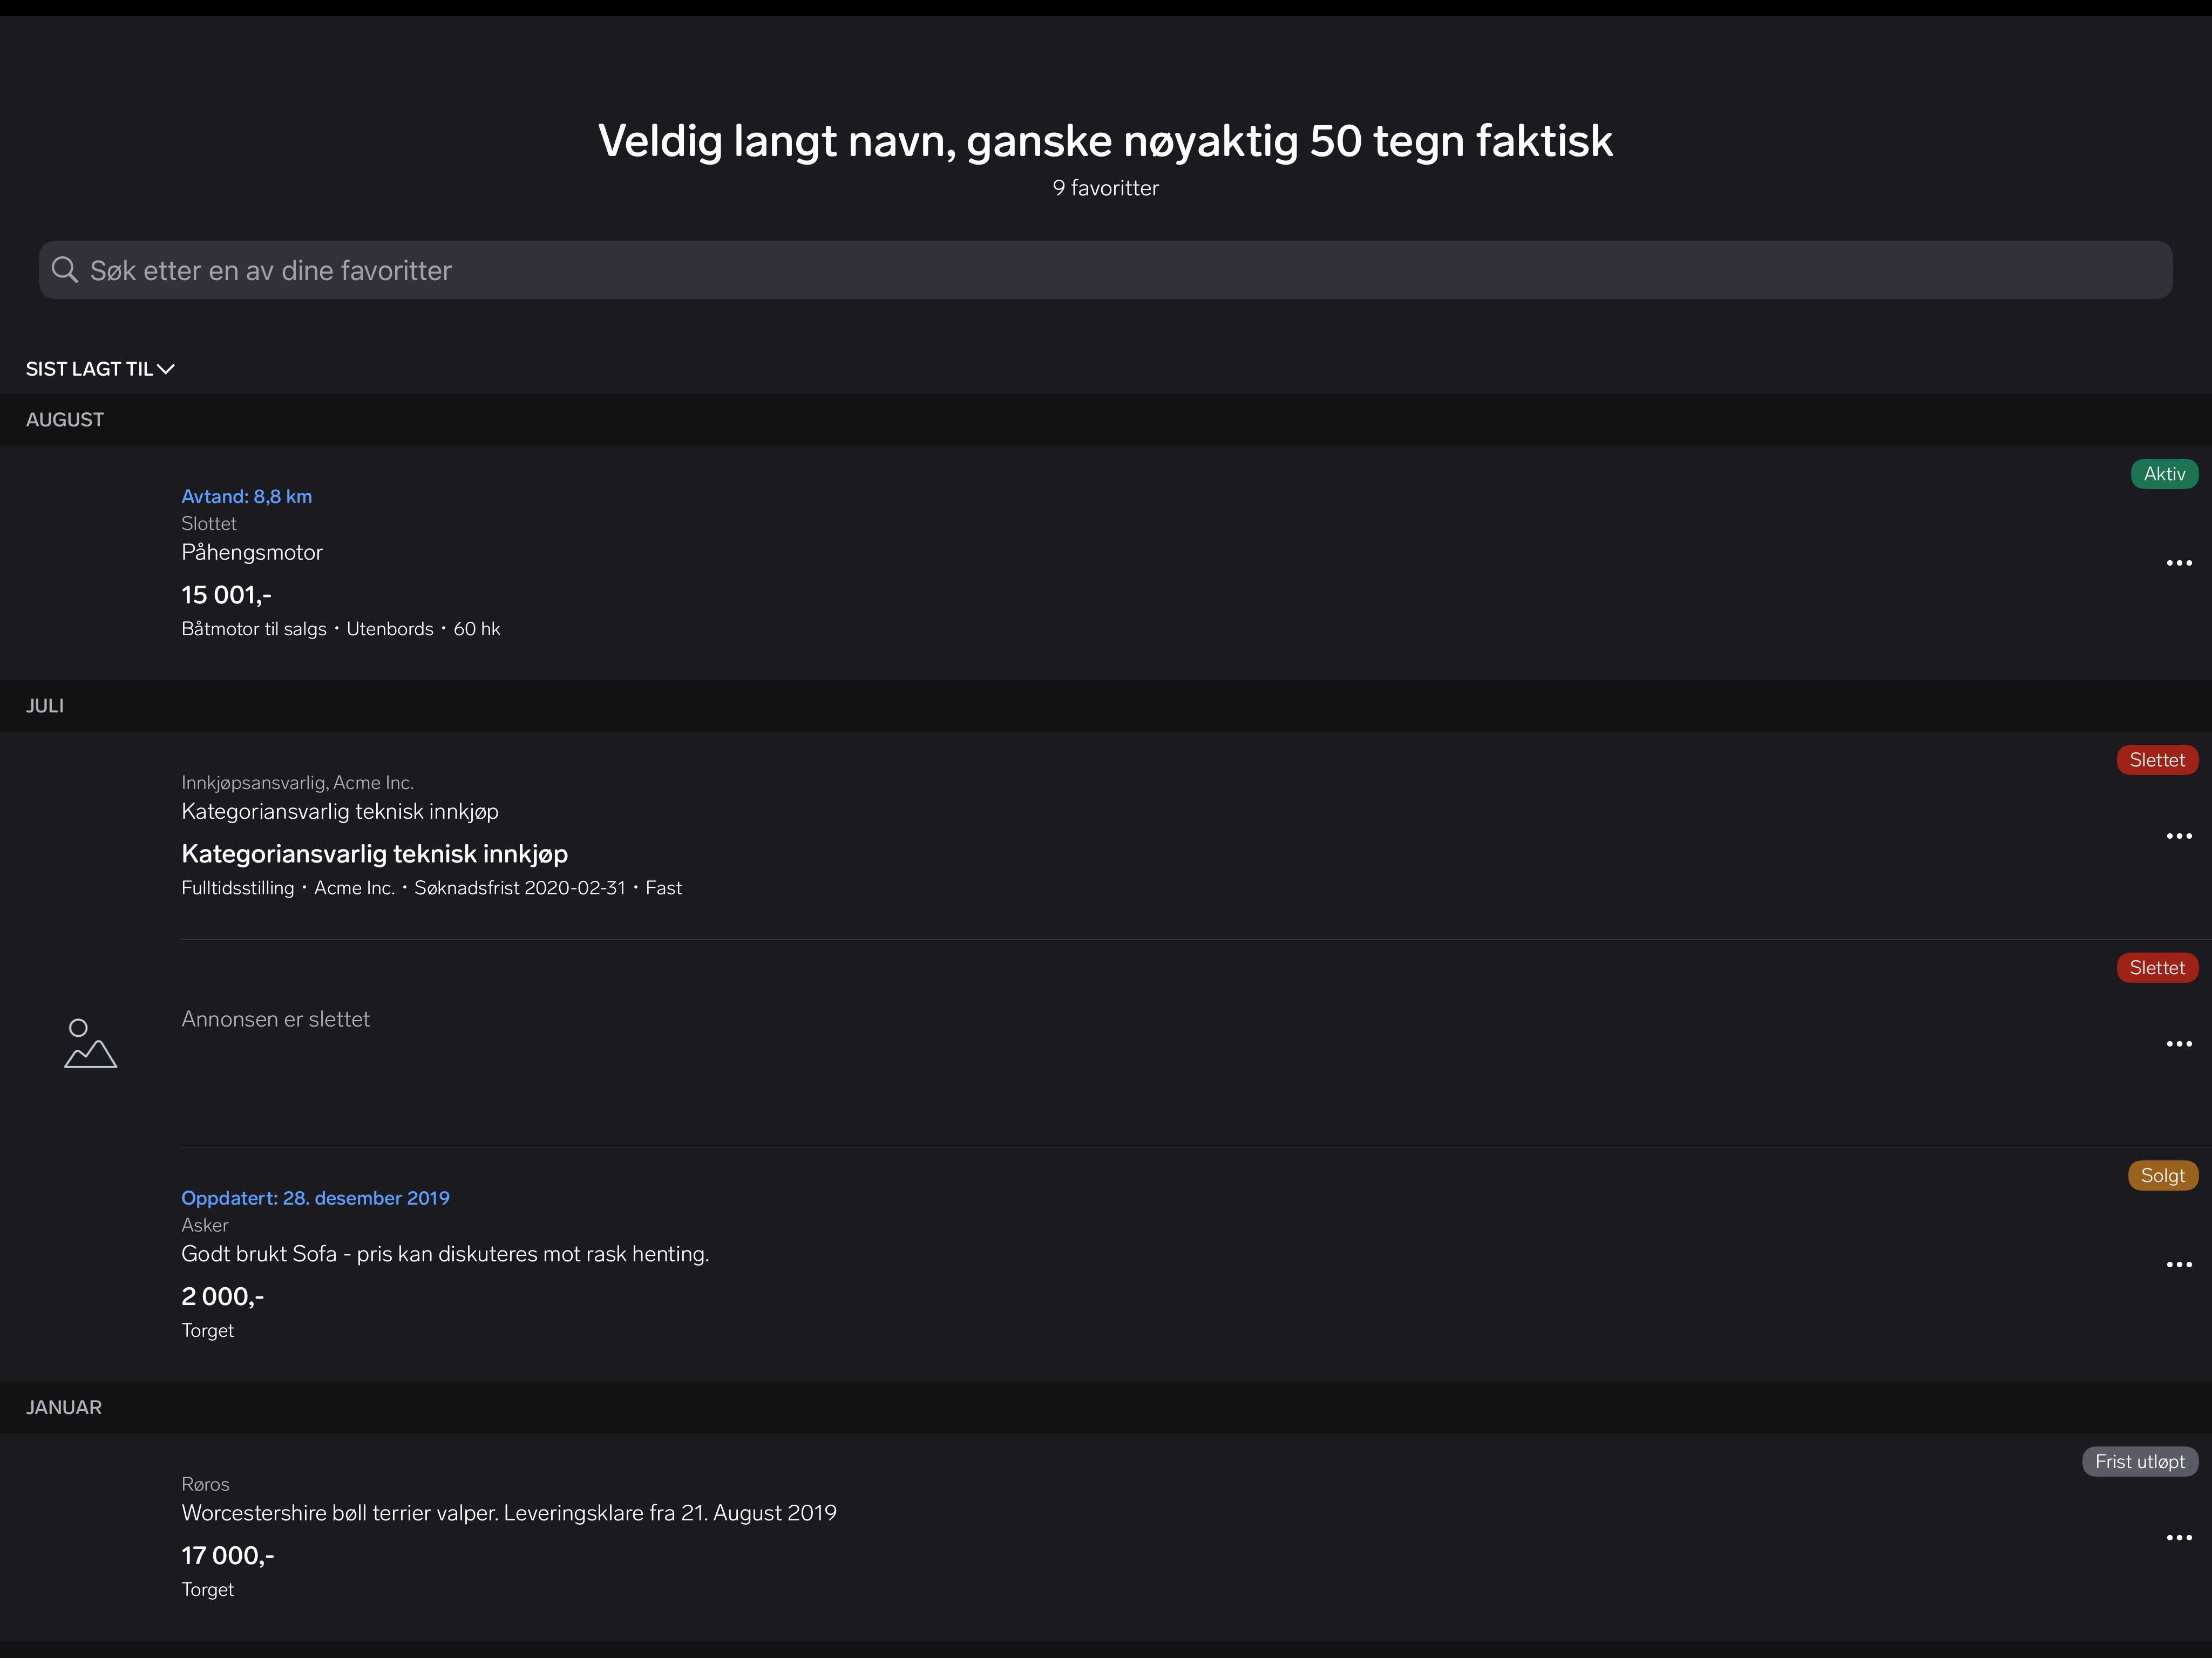 Veldig langt navn, ganske nøyaktig 50 tegn faktisk
9 favoritter
Søk etter en av dine favoritter
SIST LAGT TIL
AUGUST
Aktiv
Avtand: 8,8 km
Slottet
Påhengsmotor
15 001,-
Båtmotor til salgs • Utenbords • 60 hk
JULI
Slettet
Innkjøpsansvarlig, Acme Inc.
Kategoriansvarlig teknisk innkjøp
Kategoriansvarlig teknisk innkjøp
Fulltidsstilling • Acme Inc. • Søknadsfrist 2020-02-31 • Fast
Slettet
Annonsen er slettet
Solgt
Oppdatert: 28. desember 2019
Asker
Godt brukt Sofa - pris kan diskuteres mot rask henting.
2 000,-
Torget
JANUAR
Frist utløpt
Røros
Worcestershire bøll terrier valper. Leveringsklare fra 21. August 2019
17 000,-
Torget